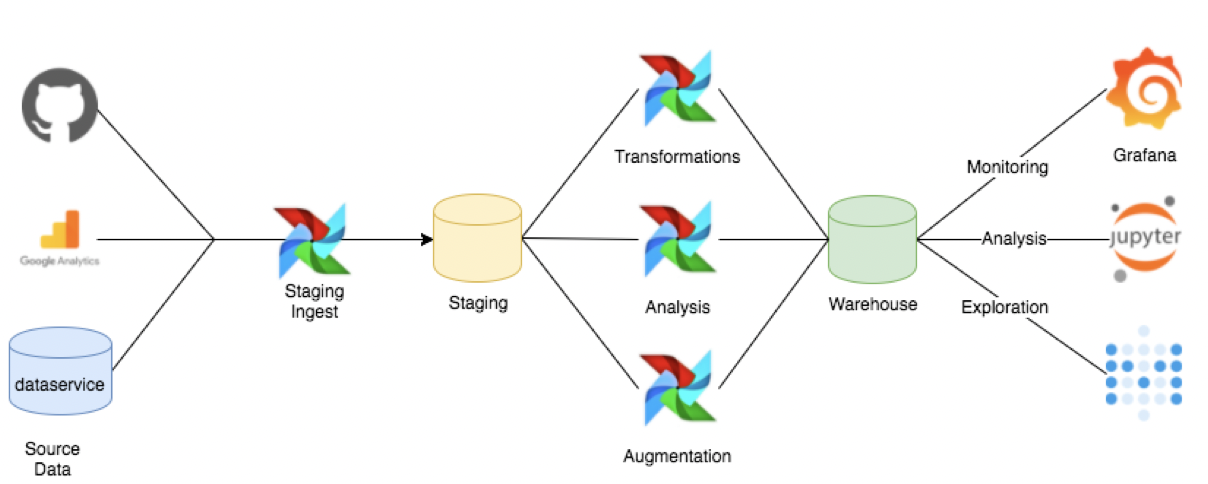 Google Analytics
dataservice
Source
Data
Staging
Ingest
Staging
Transformations
Analysis
Augmentation
Warehouse
Monitoring
Analysis
Exploration
Grafana
jupyter